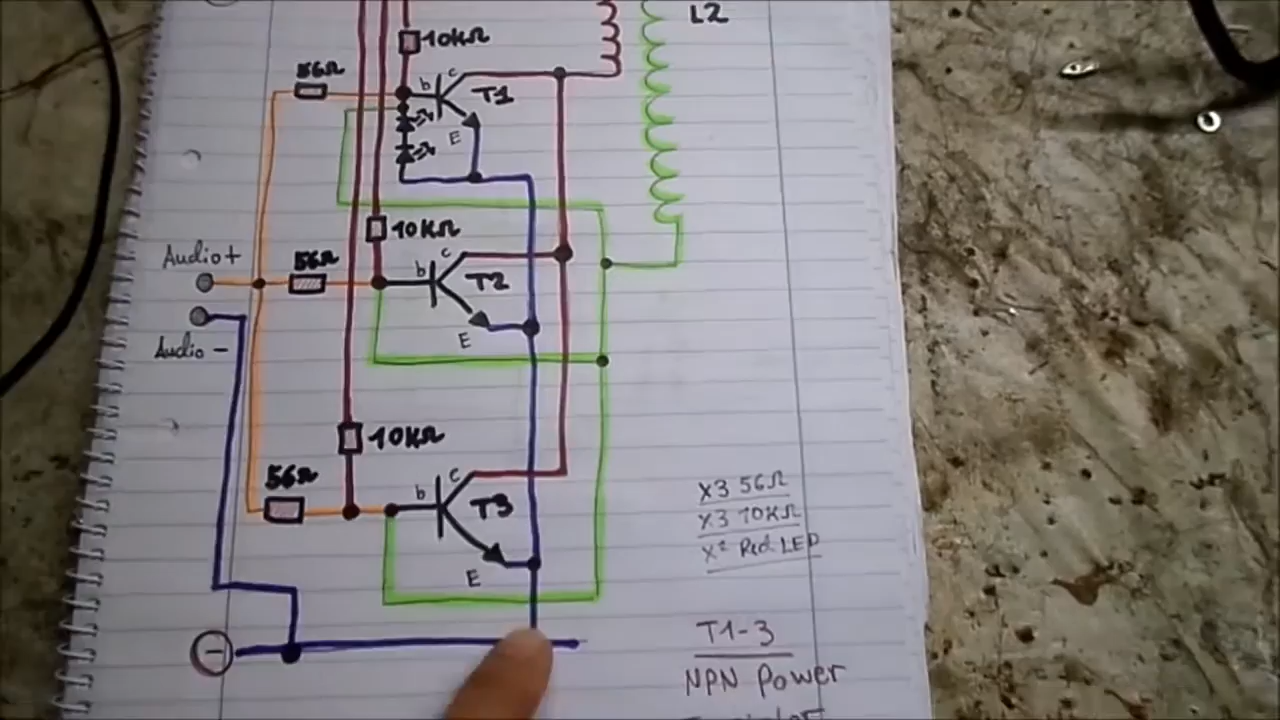 10KΩ
L2
56Ω
b
c
T1
E
10KΩ
Audio+
56Ω
b
c
T2
E
Audio-
10KΩ
56Ω
b
c
T3
E
x3 56Ω
x3 10KΩ
x2 Red LED
-
T1-3
NPN Power